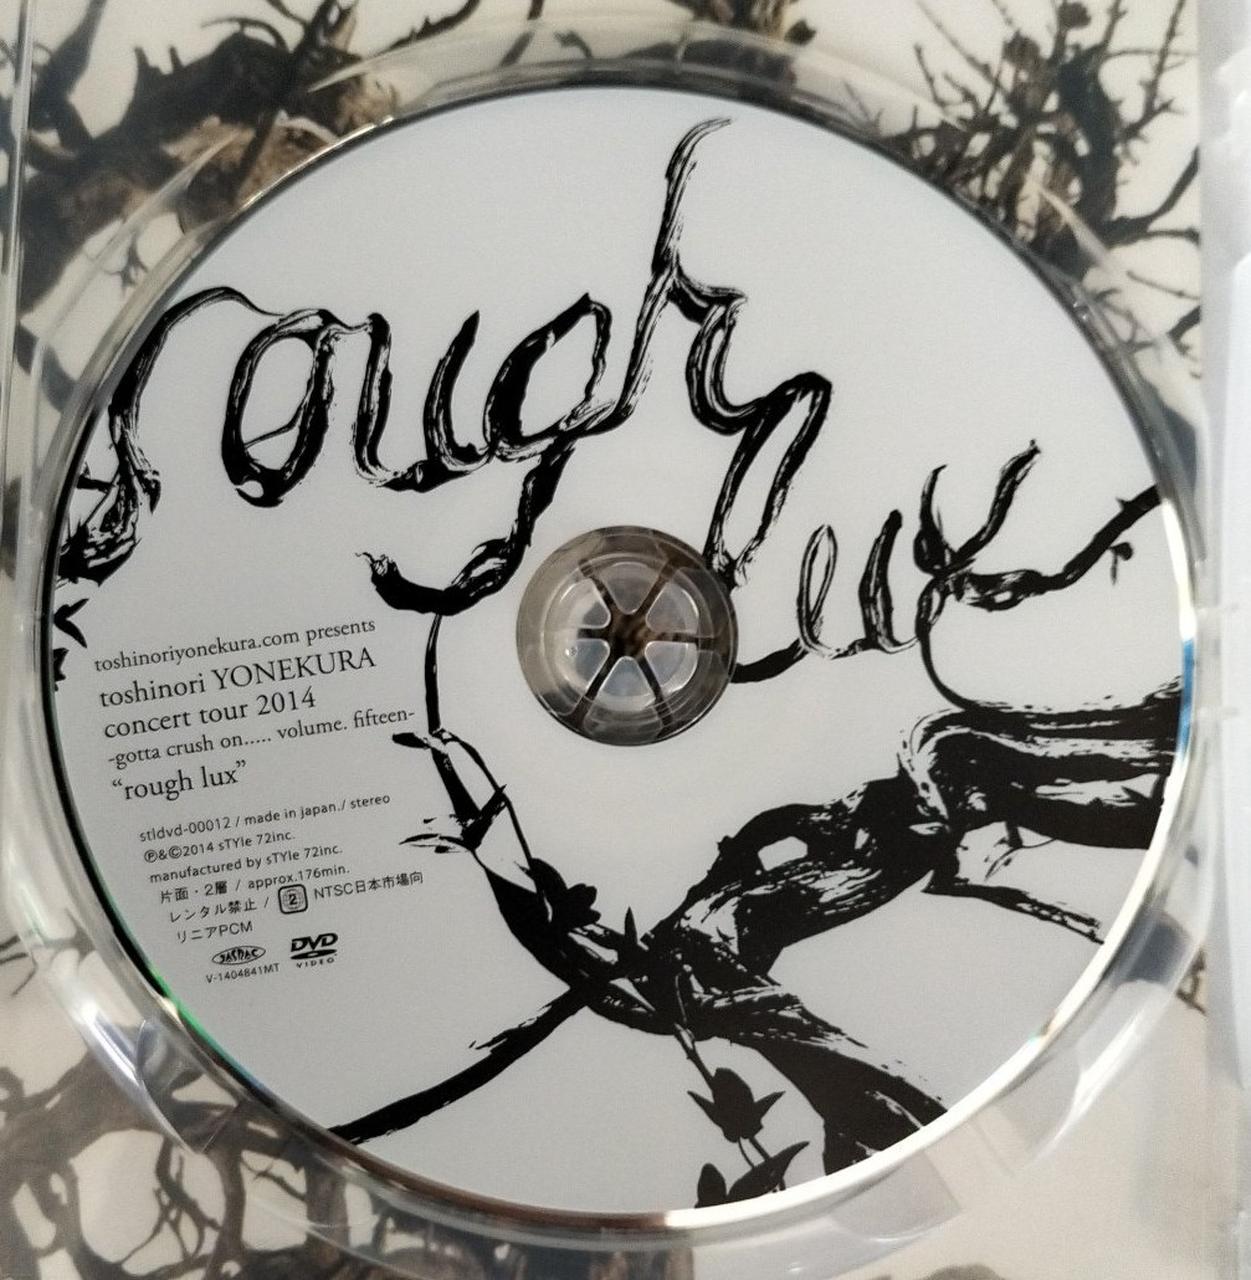 rough
lux
toshinoriyonekura.com presents
toshinori YONEKURA
concert tour 2014
-gotta crush on..... volume. fifteen-
“rough lux”
stldvd-00012 / made in japan./ stereo
℗&©2014 sTYle 72inc.
manufactured by sTYle 72inc.
片面・2層 / approx.176min.
レンタル禁止 / 2 NTSC日本市場向
リニアPCM
JASRAC DVD
VIDEO
V-1404841MT